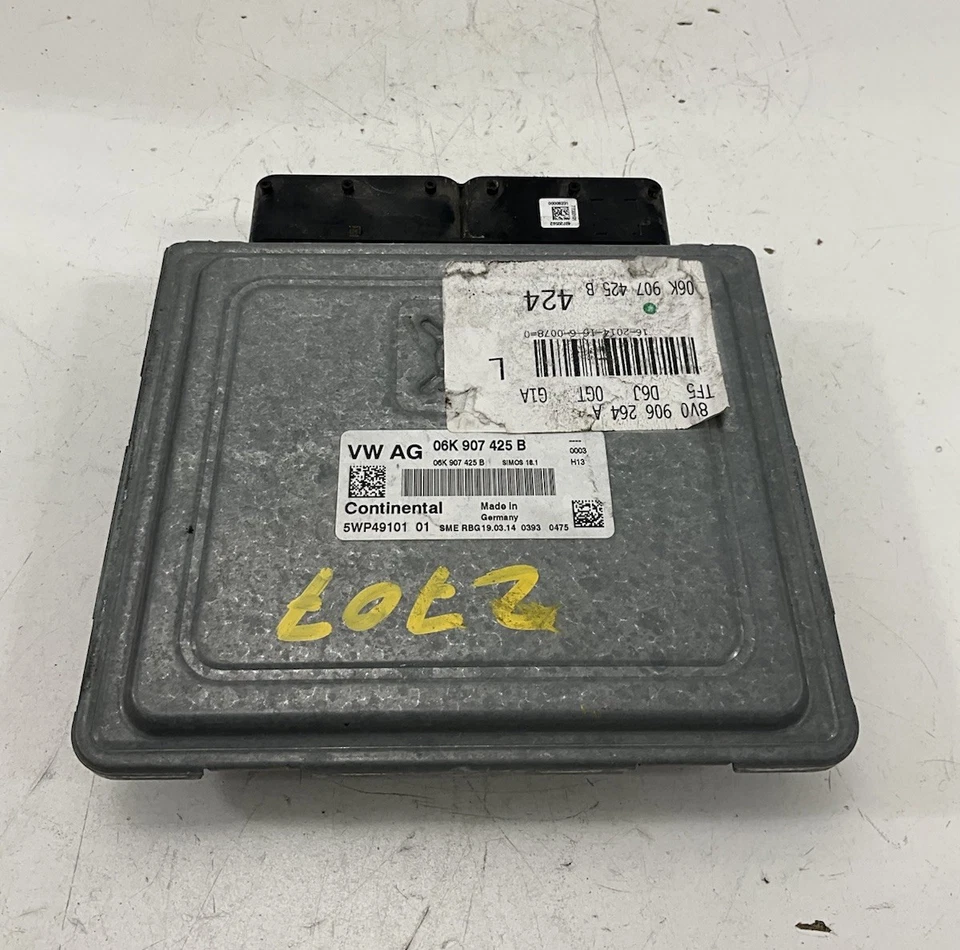 06K 907 425 B
424
16-2014-16-6-0078=0
L
TF5 D6J 0GT G1A
8V0 906 264 A
VW AG 06K 907 425 B
06K 907 425 B SIMOS 18.1
----
0003
H13
Continental
Made in
Germany
5WP49101 01 SME RBG19.03.14 0393 0475
2707